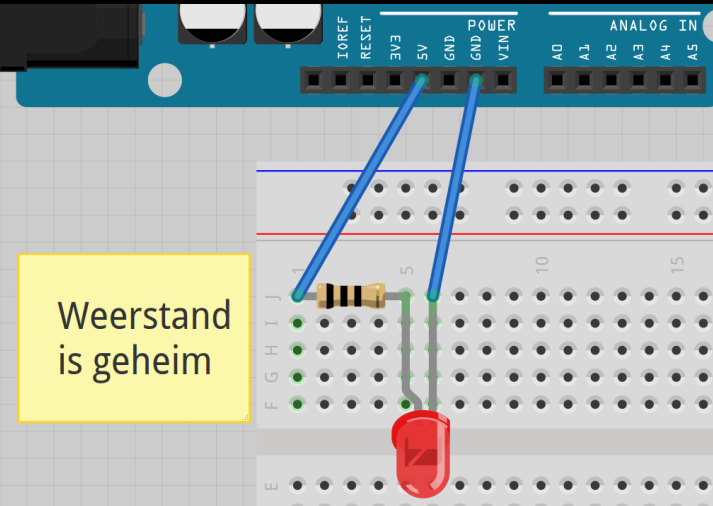 POWER
ANALOG IN
IOREF
RESET
3V3
5V
GND
GND
VIN
A0
A1
A2
A3
A4
A5
1
5
10
15
J
I
H
G
F
E
Weerstand
is geheim